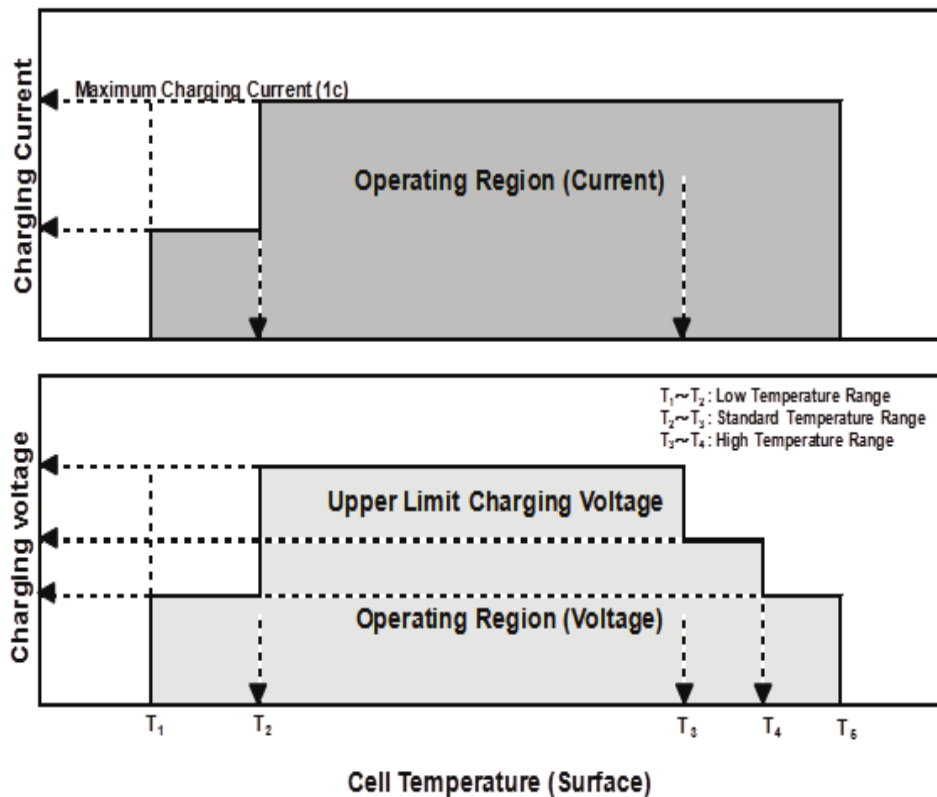 Charging Current
Maximum Charging Current (1c)
Operating Region (Current)
Charging voltage
T₁~T₂: Low Temperature Range
T₂~T₃: Standard Temperature Range
T₃~T₄: High Temperature Range
Upper Limit Charging Voltage
Operating Region (Voltage)
T₁ T₂ T₃ T₄ T₅
Cell Temperature (Surface)